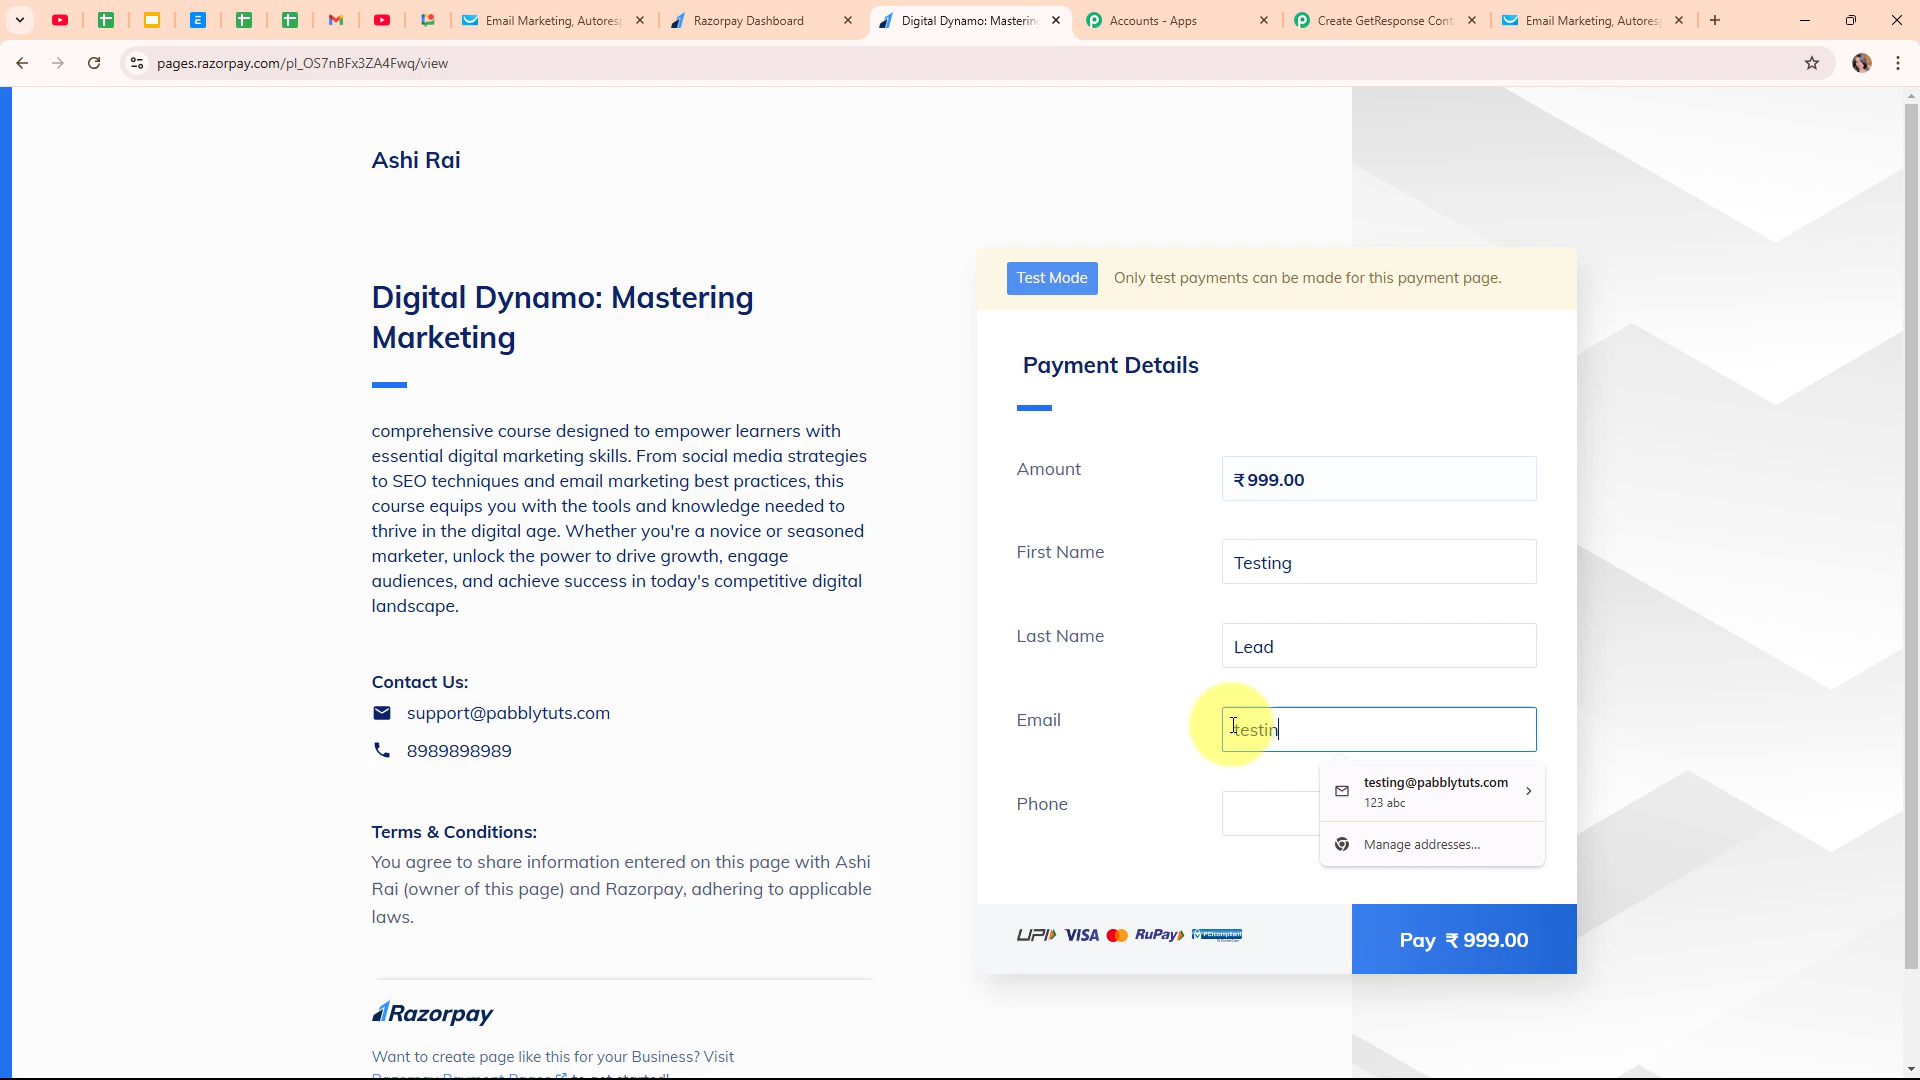 Email Marketing, Autores
Razorpay Dashboard
Digital Dynamo: Mastering
Accounts - Apps
Create GetResponse Cont
Email Marketing, Autores
pages.razorpay.com/pl_OS7nBFx3ZA4Fwq/view
Ashi Rai
Digital Dynamo: Mastering
Marketing
comprehensive course designed to empower learners with
essential digital marketing skills. From social media strategies
to SEO techniques and email marketing best practices, this
course equips you with the tools and knowledge needed to
thrive in the digital age. Whether you're a novice or seasoned
marketer, unlock the power to drive growth, engage
audiences, and achieve success in today's competitive digital
landscape.
Contact Us:
support@pabblytuts.com
8989898989
Terms & Conditions:
You agree to share information entered on this page with Ashi
Rai (owner of this page) and Razorpay, adhering to applicable
laws.
Razorpay
Want to create page like this for your Business? Visit
Razorpay Payment Pages to get started!
Test Mode
Only test payments can be made for this payment page.
Payment Details
Amount
₹ 999.00
First Name
Testing
Last Name
Lead
Email
testin
testing@pabblytuts.com
123 abc
Manage addresses...
Phone
UPI VISA RuPay
Pay ₹ 999.00